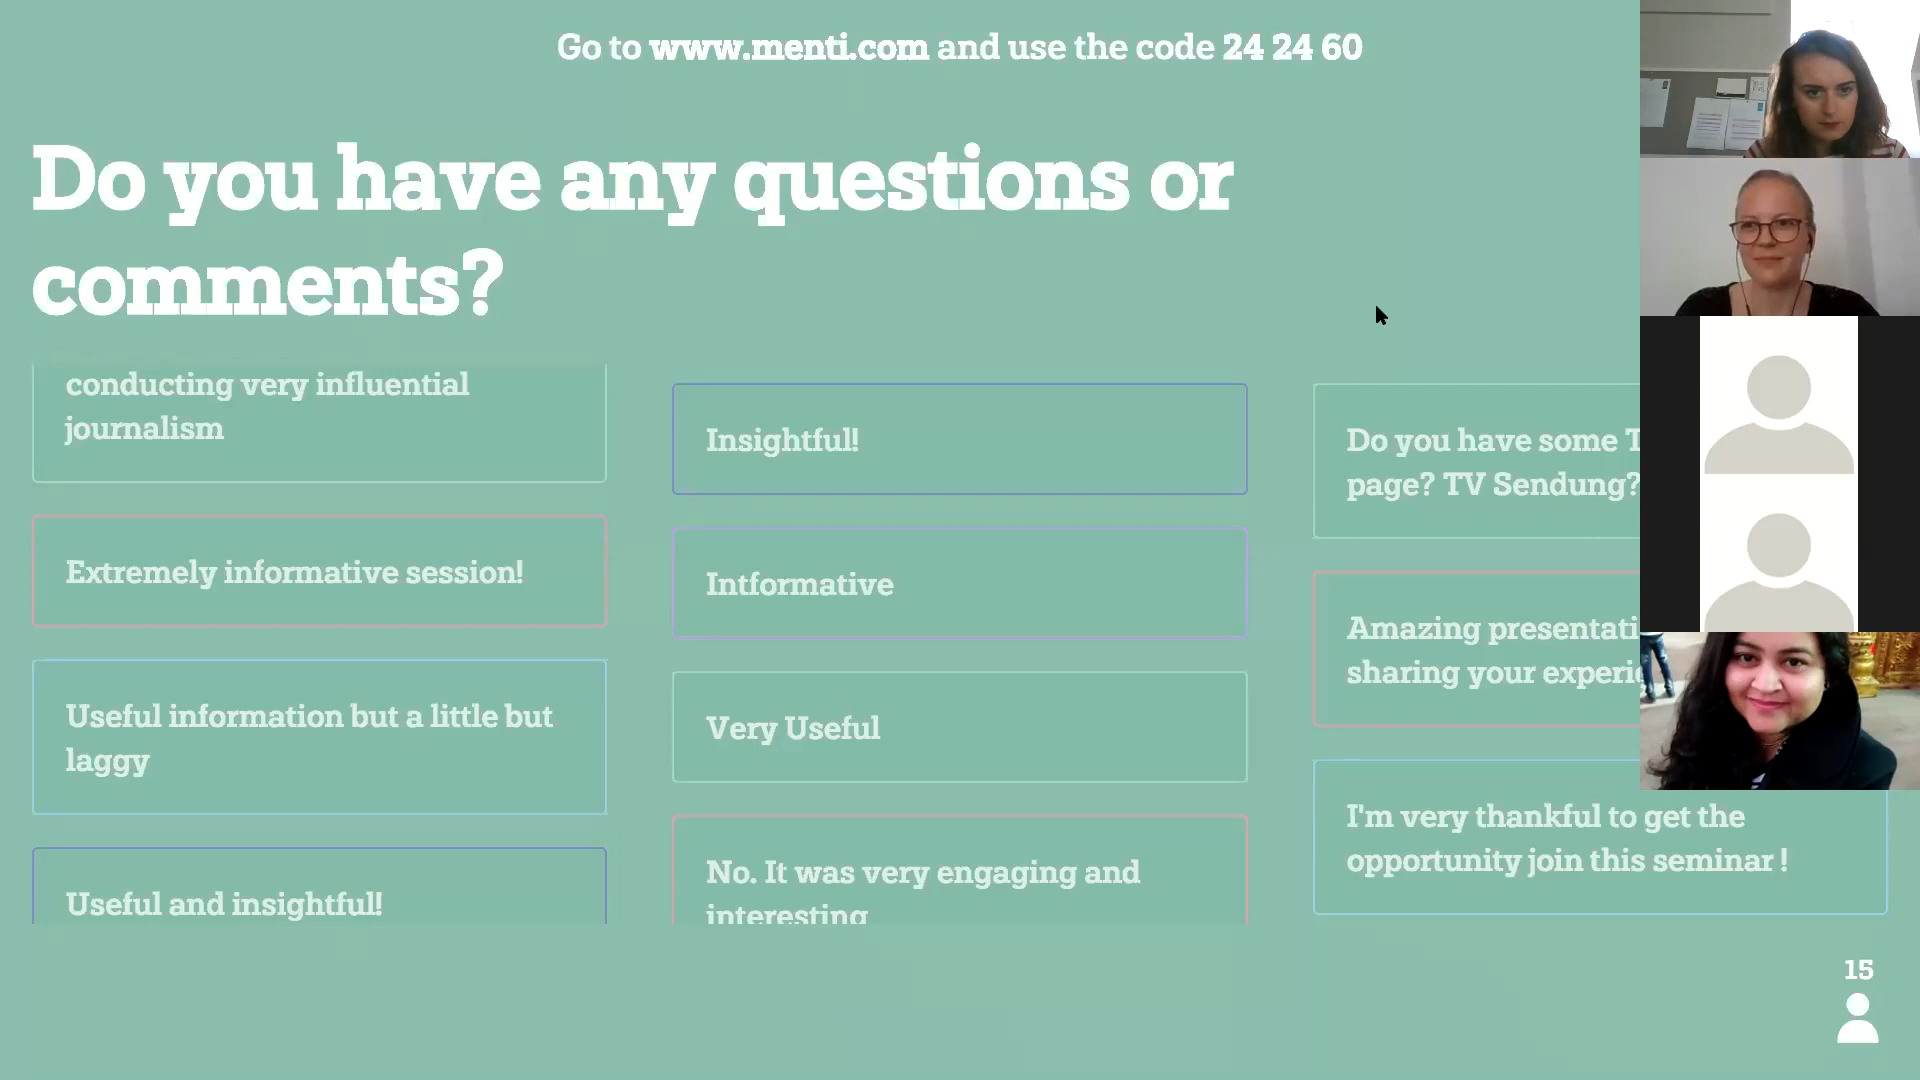 Go to www.menti.com and use the code 24 24 60
Do you have any questions or
comments?
conducting very influential
journalism
Extremely informative session!
Useful information but a little but
laggy
Useful and insightful!
Insightful!
Intformative
Very Useful
No. It was very engaging and
interesting
Do you have some
page? TV Sendung?
Amazing
sharing your
I'm very thankful to get the
opportunity join this seminar !
15